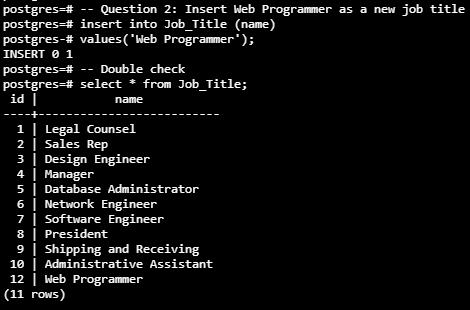 postgres=# -- Question 2: Insert Web Programmer as a new job title
postgres=# insert into Job_Title (name)
postgres-# values('Web Programmer');
INSERT 0 1
postgres=# -- Double check
postgres=# select * from Job_Title;
 id |           name
----+---------------------------
  1 | Legal Counsel
  2 | Sales Rep
  3 | Design Engineer
  4 | Manager
  5 | Database Administrator
  6 | Network Engineer
  7 | Software Engineer
  8 | President
  9 | Shipping and Receiving
 10 | Administrative Assistant
 12 | Web Programmer
(11 rows)